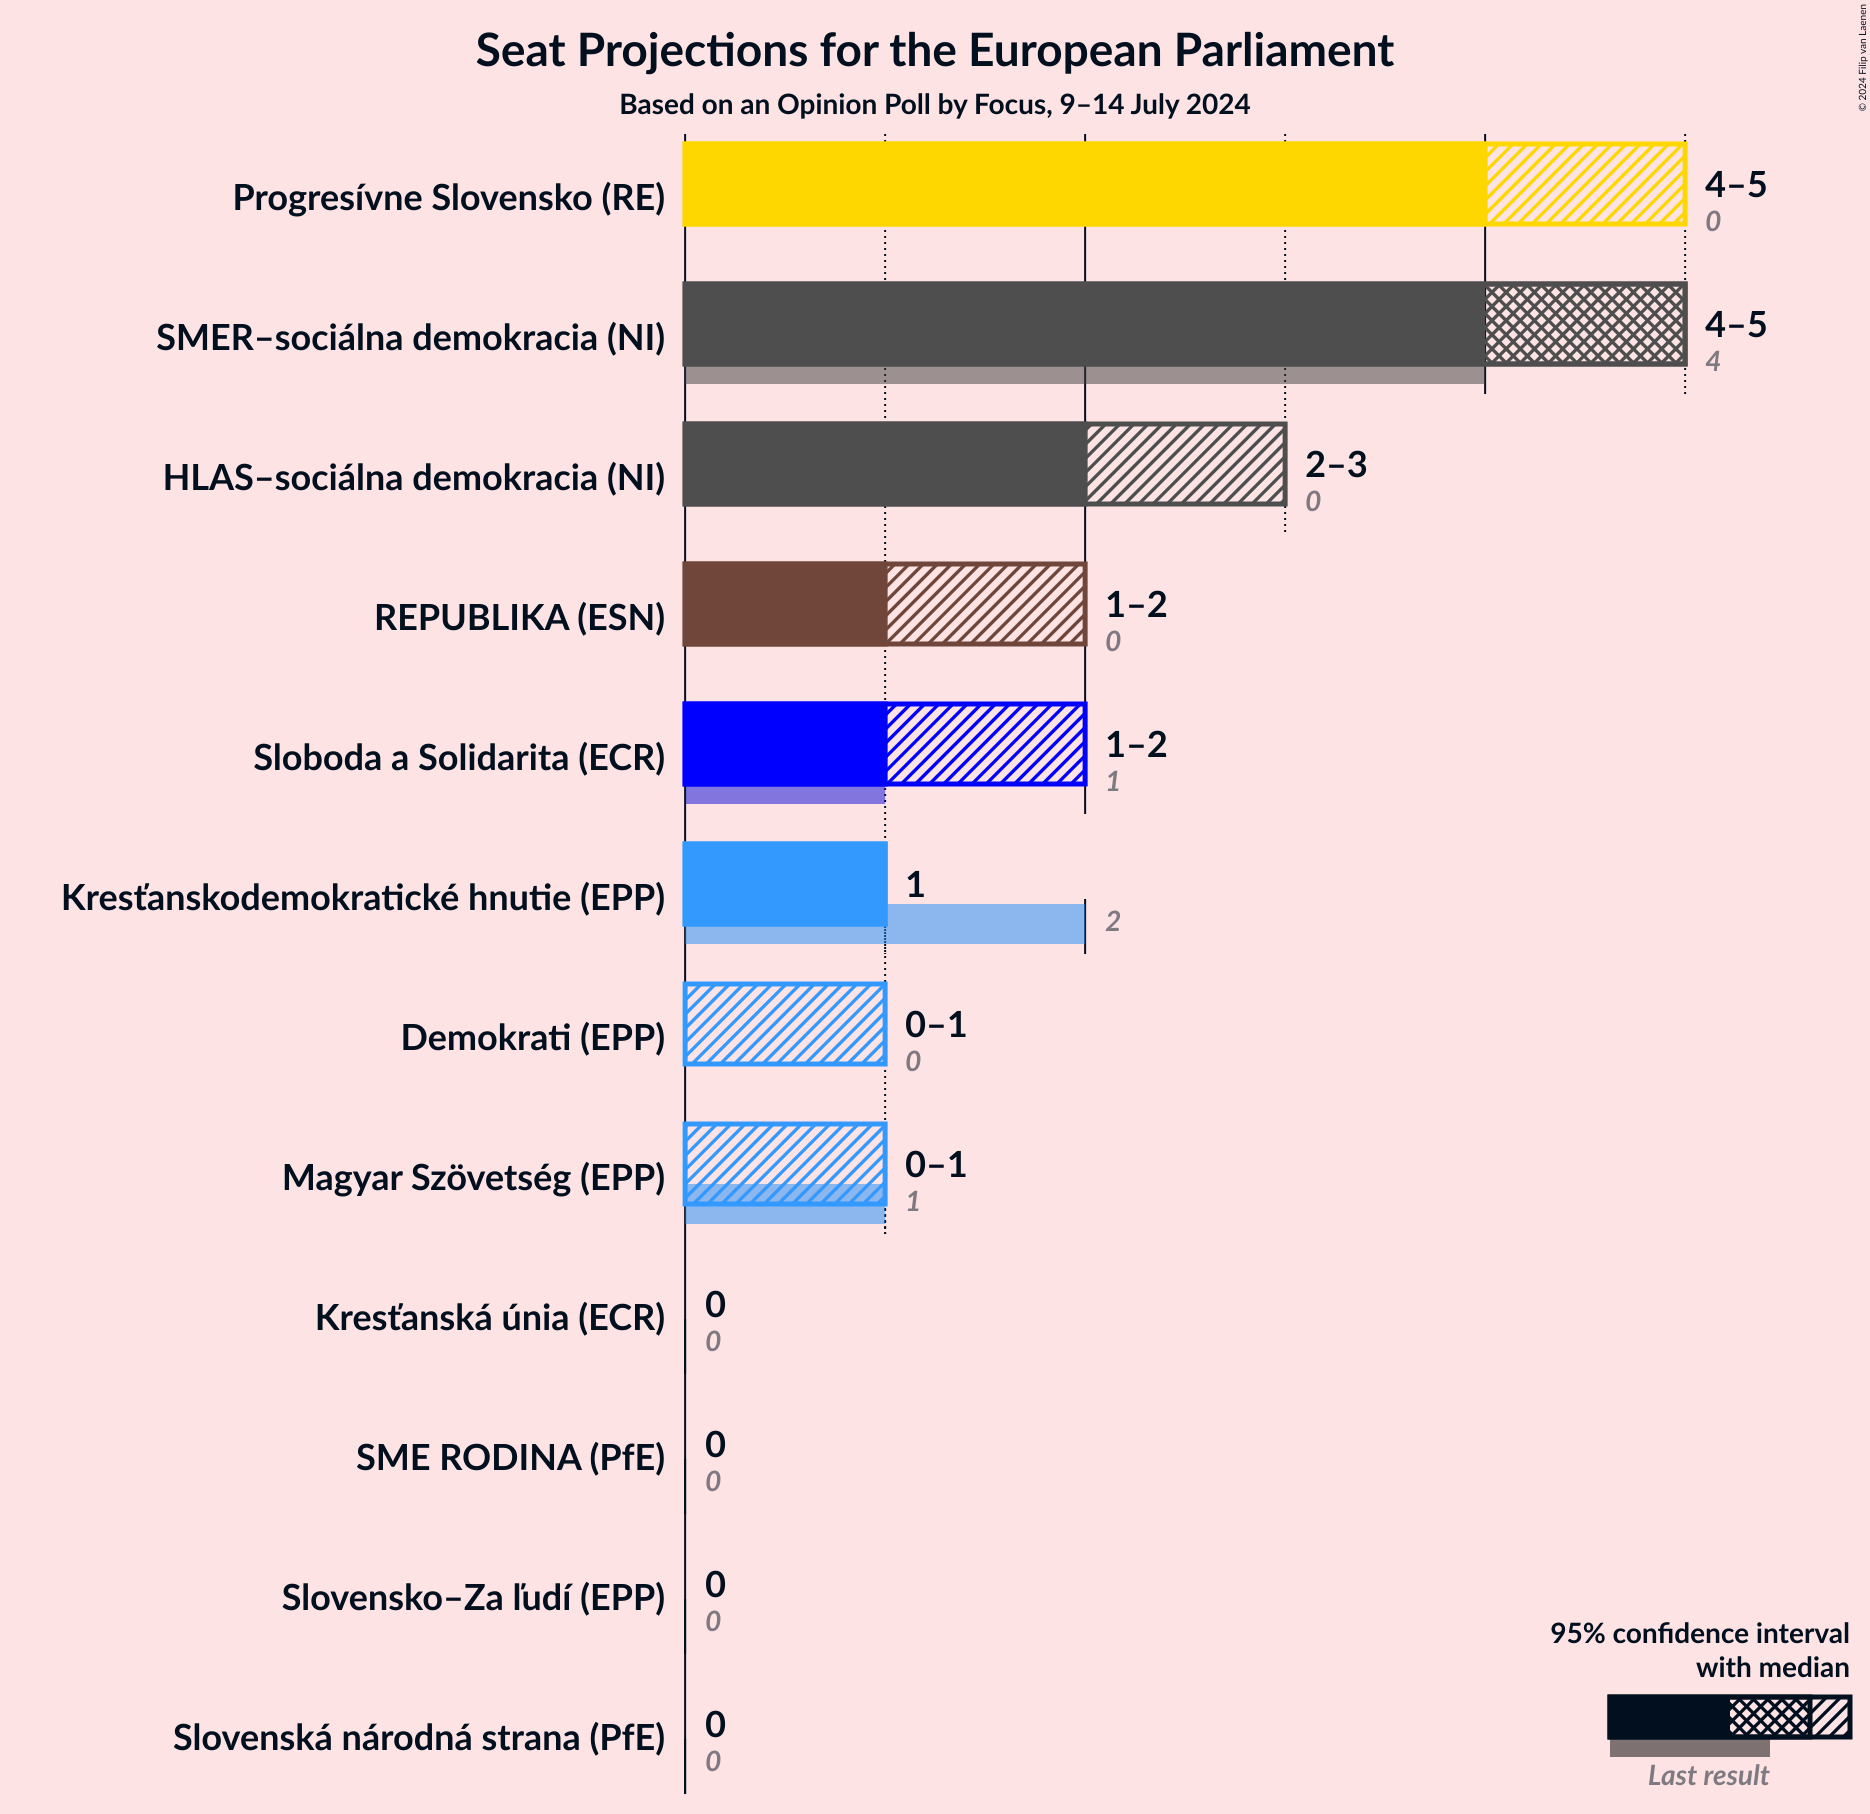 Seat Projections for the European Parliament
Based on an Opinion Poll by Focus, 9–14 July 2024
© 2024 Filip van Laenen
Progresívne Slovensko (RE)
4–5
0
SMER–sociálna demokracia (NI)
4–5
4
HLAS–sociálna demokracia (NI)
2–3
0
REPUBLIKA (ESN)
1–2
0
Sloboda a Solidarita (ECR)
1–2
1
Kresťanskodemokratické hnutie (EPP)
1
2
Demokrati (EPP)
0–1
0
Magyar Szövetség (EPP)
0–1
1
Kresťanská únia (ECR)
0
0
SME RODINA (PfE)
0
0
Slovensko–Za ľudí (EPP)
0
0
Slovenská národná strana (PfE)
0
0
95% confidence interval
with median
Last result